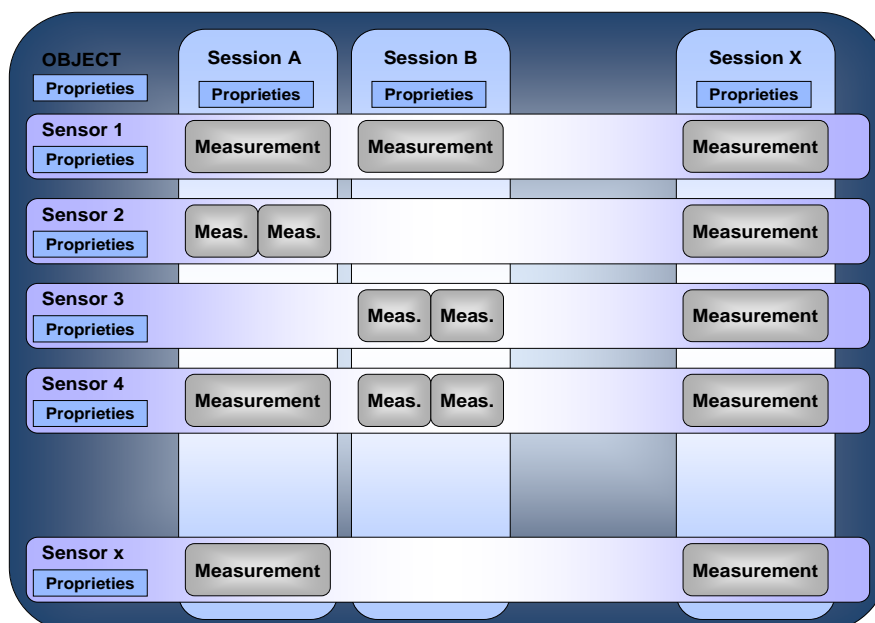 OBJECT
Proprieties
Session A
Proprieties
Session B
Proprieties
Session X
Proprieties
Sensor 1
Proprieties
Measurement
Measurement
Measurement
Sensor 2
Proprieties
Meas.
Meas.
Measurement
Sensor 3
Proprieties
Meas.
Meas.
Measurement
Sensor 4
Proprieties
Measurement
Meas.
Meas.
Measurement
Sensor x
Proprieties
Measurement
Measurement